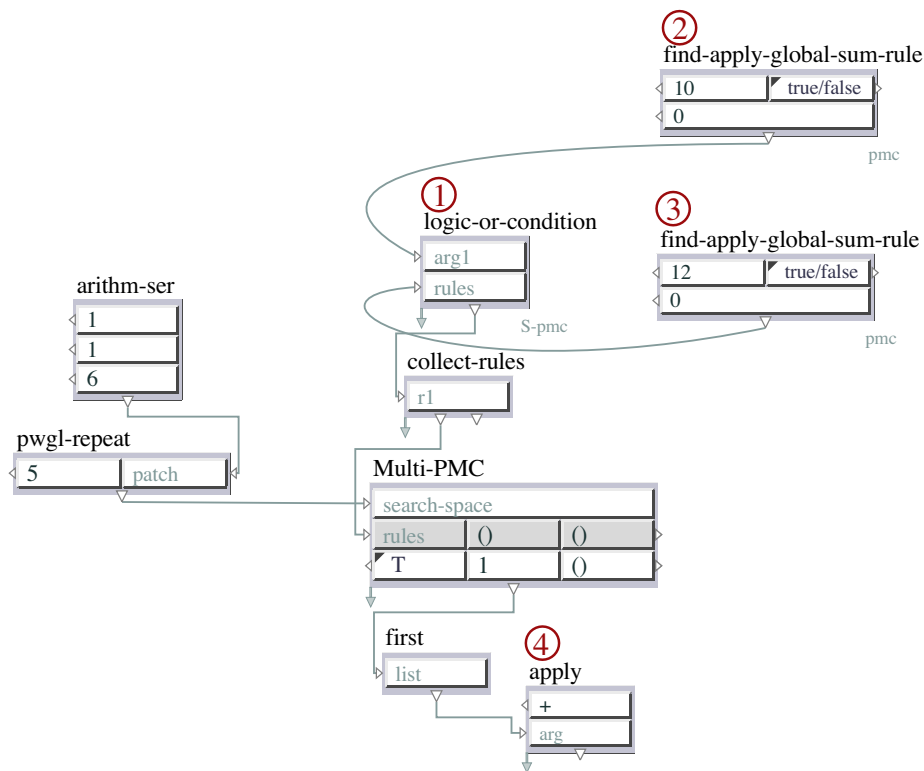 2
find-apply-global-sum-rule
10 true/false
0
pmc
1
logic-or-condition
arg1
rules
S-pmc
3
find-apply-global-sum-rule
12 true/false
0
pmc
arithm-ser
1
1
6
collect-rules
r1
pwgl-repeat
5 patch
Multi-PMC
search-space
rules () ()
T 1 ()
first
list
4
apply
+
arg